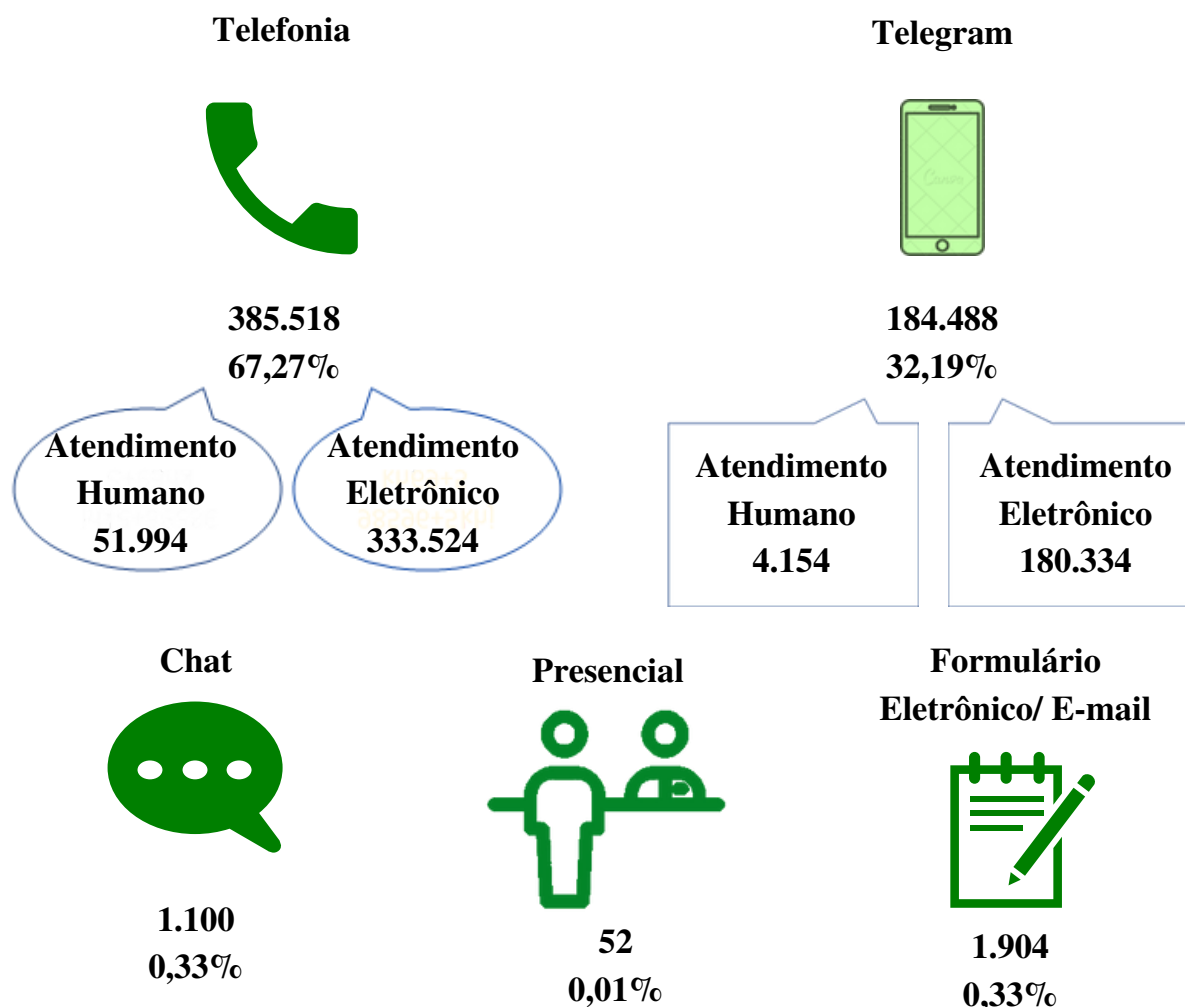 Telefonia
385.518
67,27%
Atendimento
Humano
51.994
Atendimento
Eletrônico
333.524
Telegram
Canva
184.488
32,19%
Atendimento
Humano
4.154
Atendimento
Eletrônico
180.334
Chat
1.100
0,33%
Presencial
52
0,01%
Formulário
Eletrônico/ E-mail
1.904
0,33%